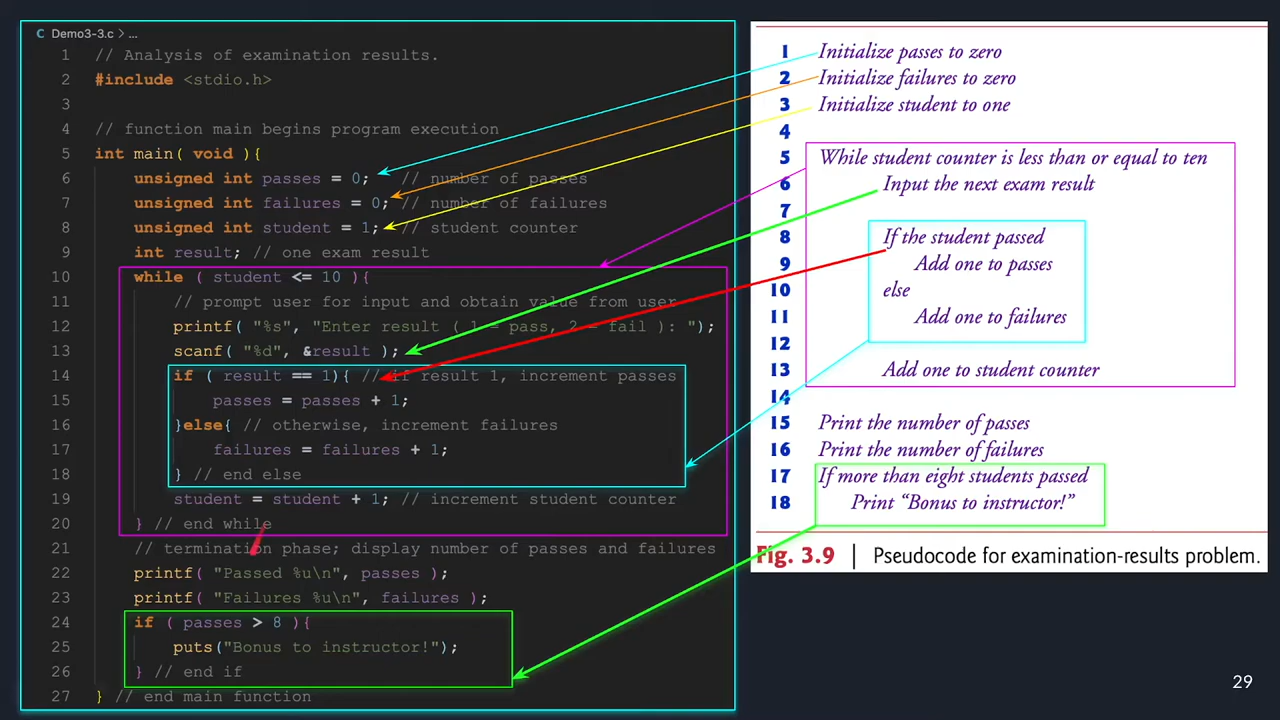 C Demo3-3.c > ...
1 // Analysis of examination results.
2 #include <stdio.h>
3
4 // function main begins program execution
5 int main( void ){
6 unsigned int passes = 0; // number of passes
7 unsigned int failures = 0; // number of failures
8 unsigned int student = 1; // student counter
9 int result; // one exam result
10 while ( student <= 10 ){
11 // prompt user for input and obtain value from user
12 printf( "%s", "Enter result ( 1 = pass, 2 = fail ): ");
13 scanf( "%d", &result );
14 if ( result == 1){ // if result 1, increment passes
15 passes = passes + 1;
16 }else{ // otherwise, increment failures
17 failures = failures + 1;
18 } // end else
19 student = student + 1; // increment student counter
20 } // end while
21 // termination phase; display number of passes and failures
22 printf( "Passed %u\n", passes );
23 printf( "Failures %u\n", failures );
24 if ( passes > 8 ){
25 puts("Bonus to instructor!");
26 } // end if
27 } // end main function
1 Initialize passes to zero
2 Initialize failures to zero
3 Initialize student to one
4
5 While student counter is less than or equal to ten
6 Input the next exam result
7
8 If the student passed
9 Add one to passes
10 else
11 Add one to failures
12
13 Add one to student counter
14
15 Print the number of passes
16 Print the number of failures
17 If more than eight students passed
18 Print “Bonus to instructor!”
Fig. 3.9 | Pseudocode for examination-results problem.
29